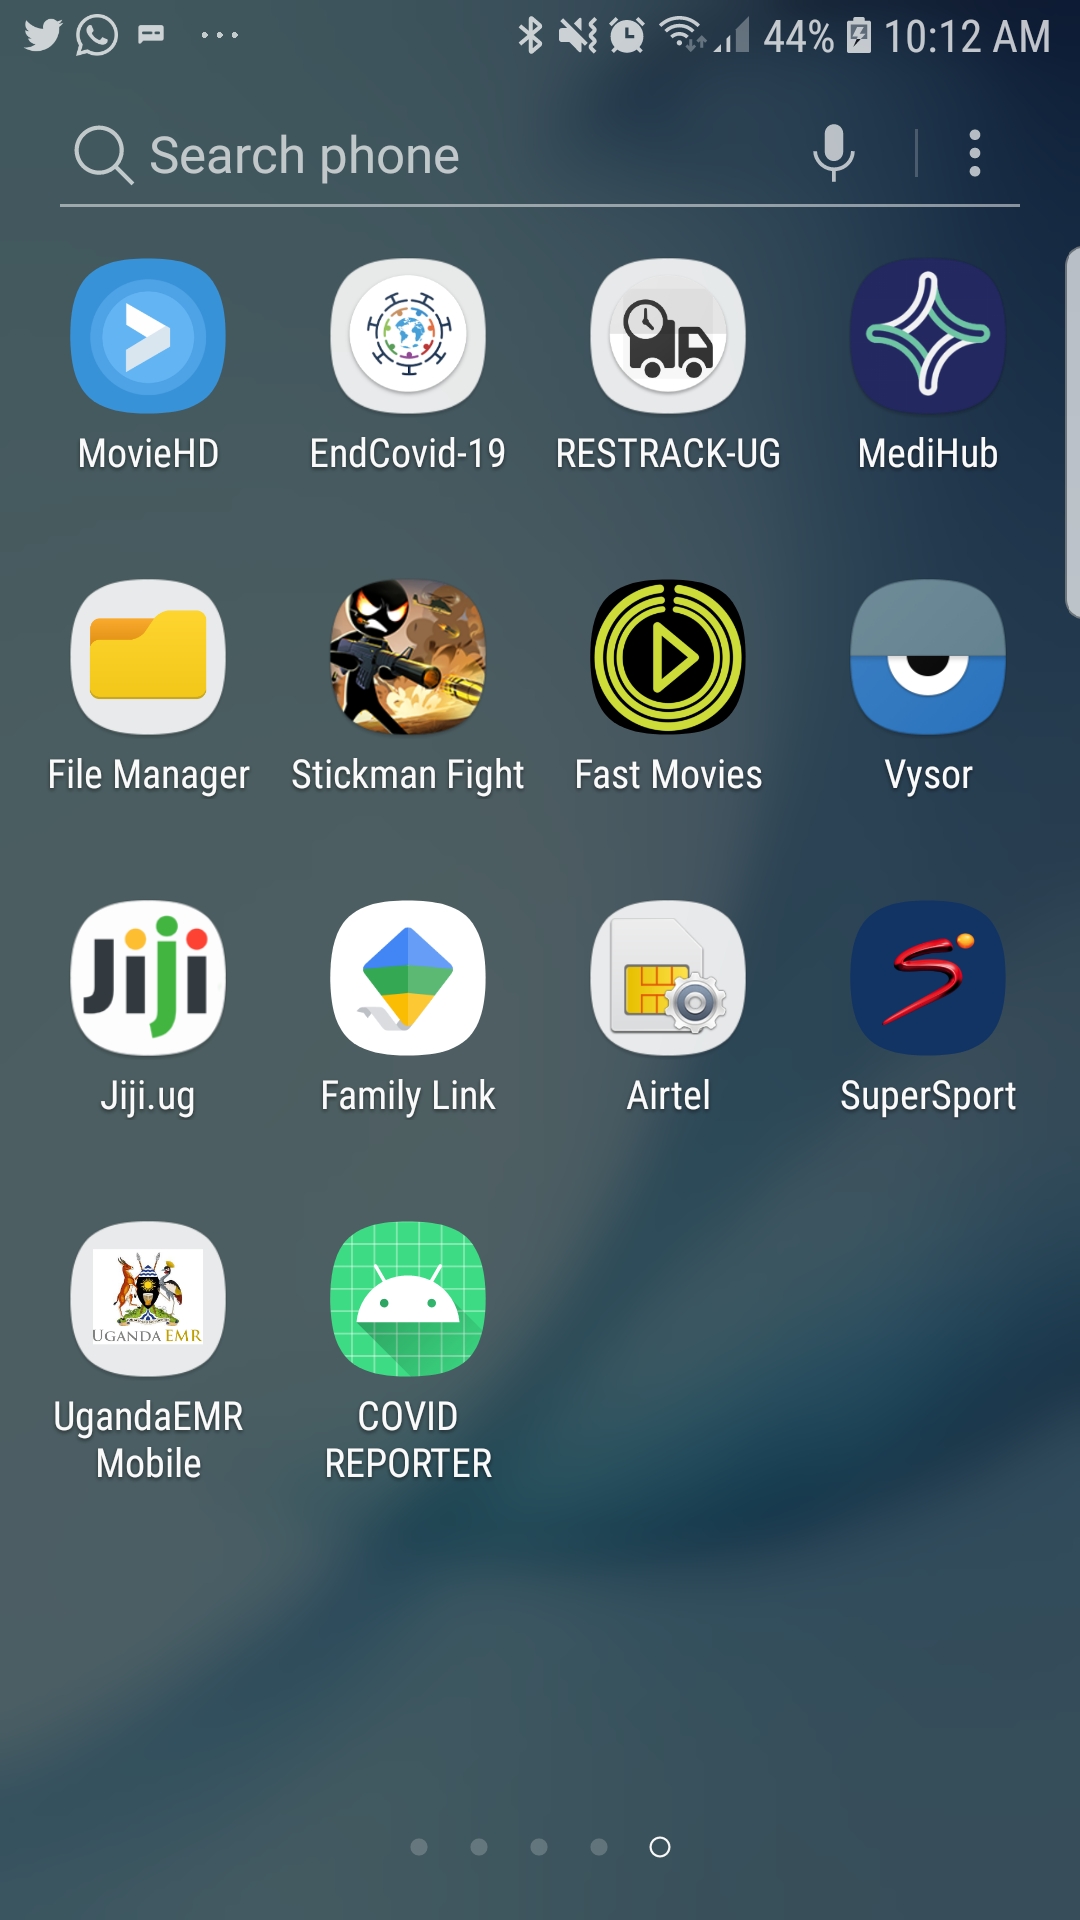 44% 10:12 AM
Search phone
MovieHD EndCovid-19 RESTRACK-UG MediHub
File Manager Stickman Fight Fast Movies Vysor
Jiji
Jiji.ug Family Link Airtel SuperSport
UGANDA EMR
UgandaEMR
Mobile
COVID
REPORTER